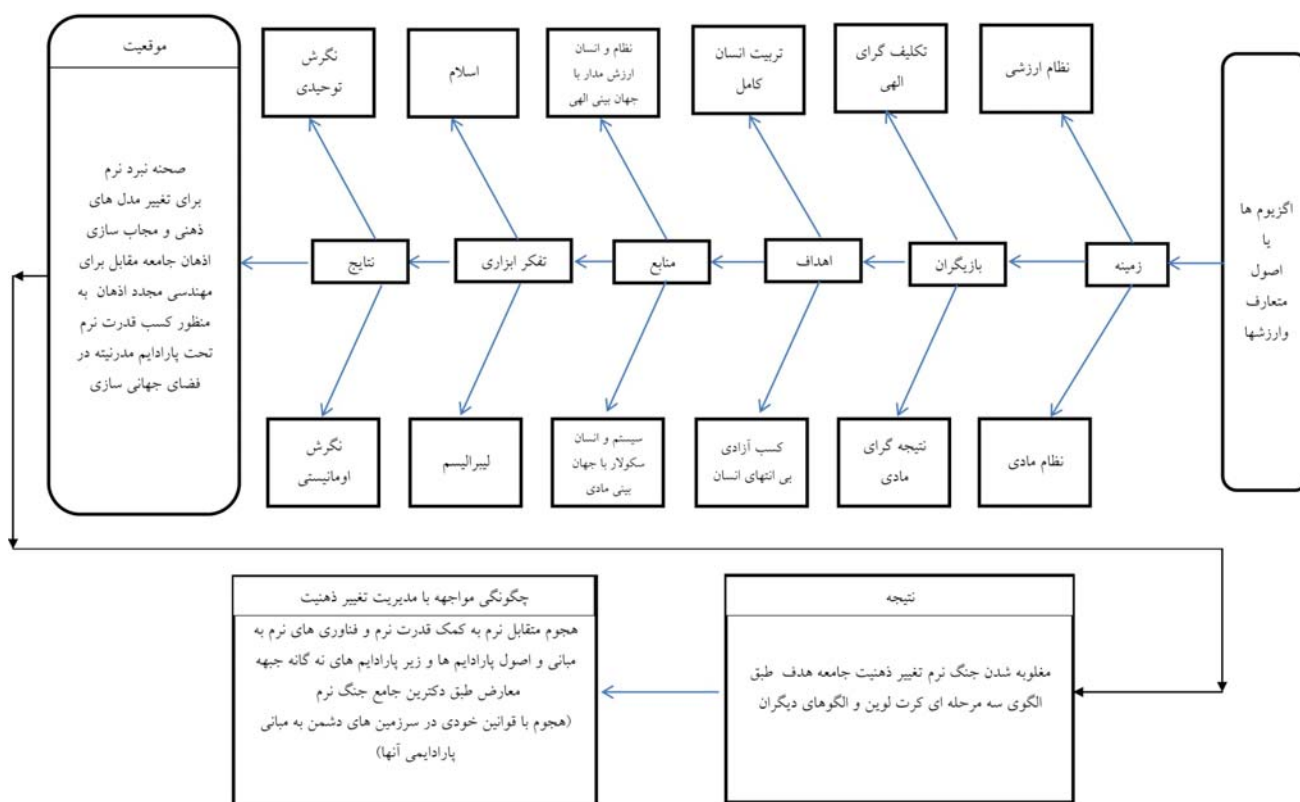 اگزیوم ها
یا
اصول
متعارف
وارزشها
نظام ارزشی
تکلیف گرای
الهی
تربیت انسان
کامل
نظام و انسان
ارزش مدار با
جهان بینی الهی
اسلام
نگرش
توحیدی
زمینه
بازیگران
اهداف
منابع
تفکر ابزاری
نتایج
نظام مادی
نتیجه گرای
مادی
کسب آزادی
بی انتهای انسان
سیستم و انسان
سکولار با جهان
بینی مادی
لیبرالیسم
نگرش
اومانیستی
موقعیت
صحنه نبرد نرم
برای تغییر مدل های
ذهنی و مجاب سازی
اذهان جامعه مقابل برای
مهندسی مجدد اذهان به
منظور کسب قدرت نرم
تحت پارادایم مدرنیته در
فضای جهانی سازی
نتیجه
مغلوبه شدن جنگ نرم تغییر ذهنیت جامعه هدف طبق
الگوی سه مرحله ای کرت لوین و الگوهای دیگران
چگونگی مواجهه با مدیریت تغییر ذهنیت
هجوم متقابل نرم به کمک قدرت نرم و فناوری های نرم به
مبانی و اصول پارادایم ها و زیر پارادایم های نه گانه جبهه
معارض طبق دکترین جامع جنگ نرم
(هجوم با قوانین خودی در سرزمین های دشمن به مبانی
پارادایمی آنها)